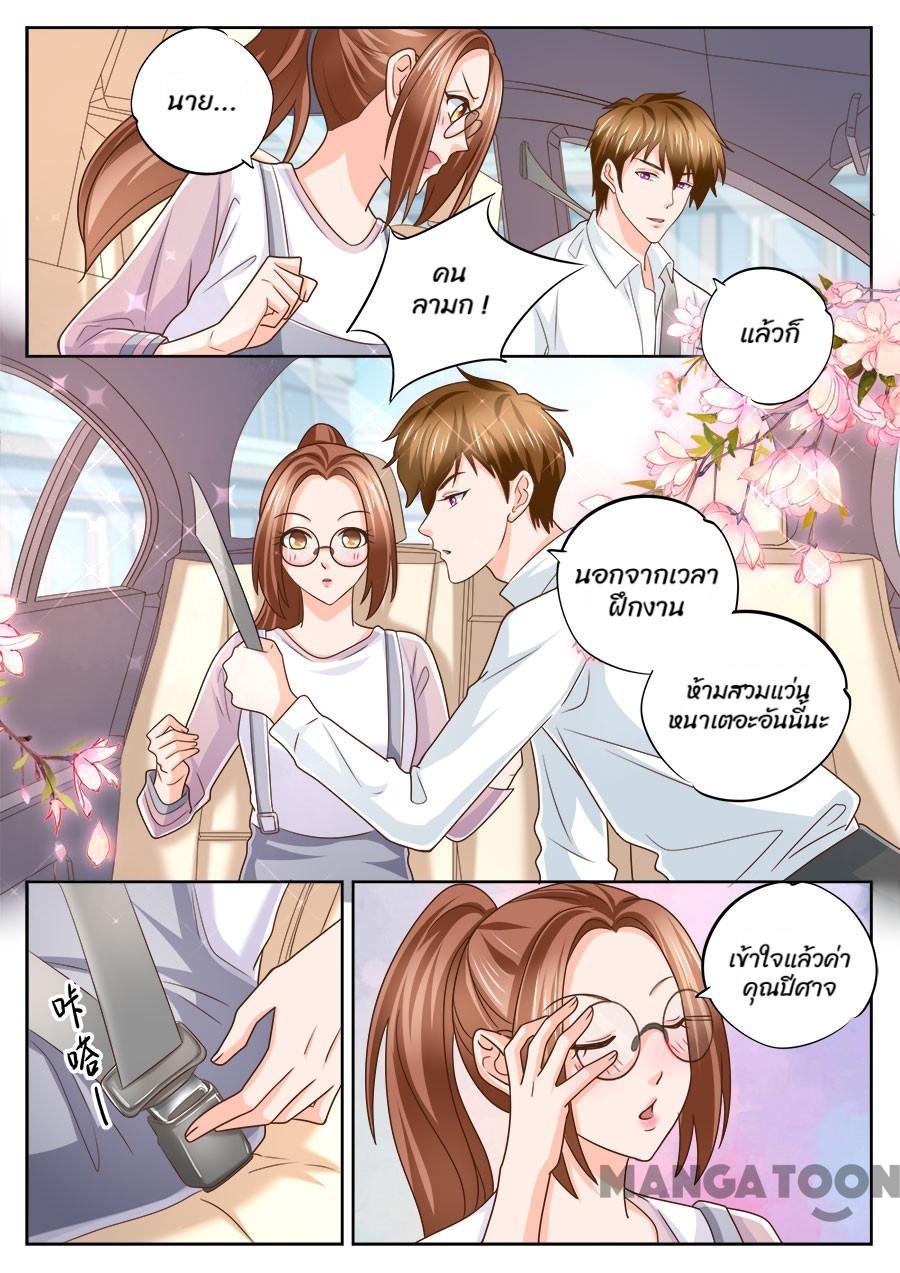 นาย...
คน
ลามก !
แล้วก็
นอกจากเวลา
ฝึกงาน
ห้ามสวมแว่น
หนาเตอะอันนี้นะ
咔嗒—
เข้าใจแล้วค่า
คุณปีศาจ
MANGATOON